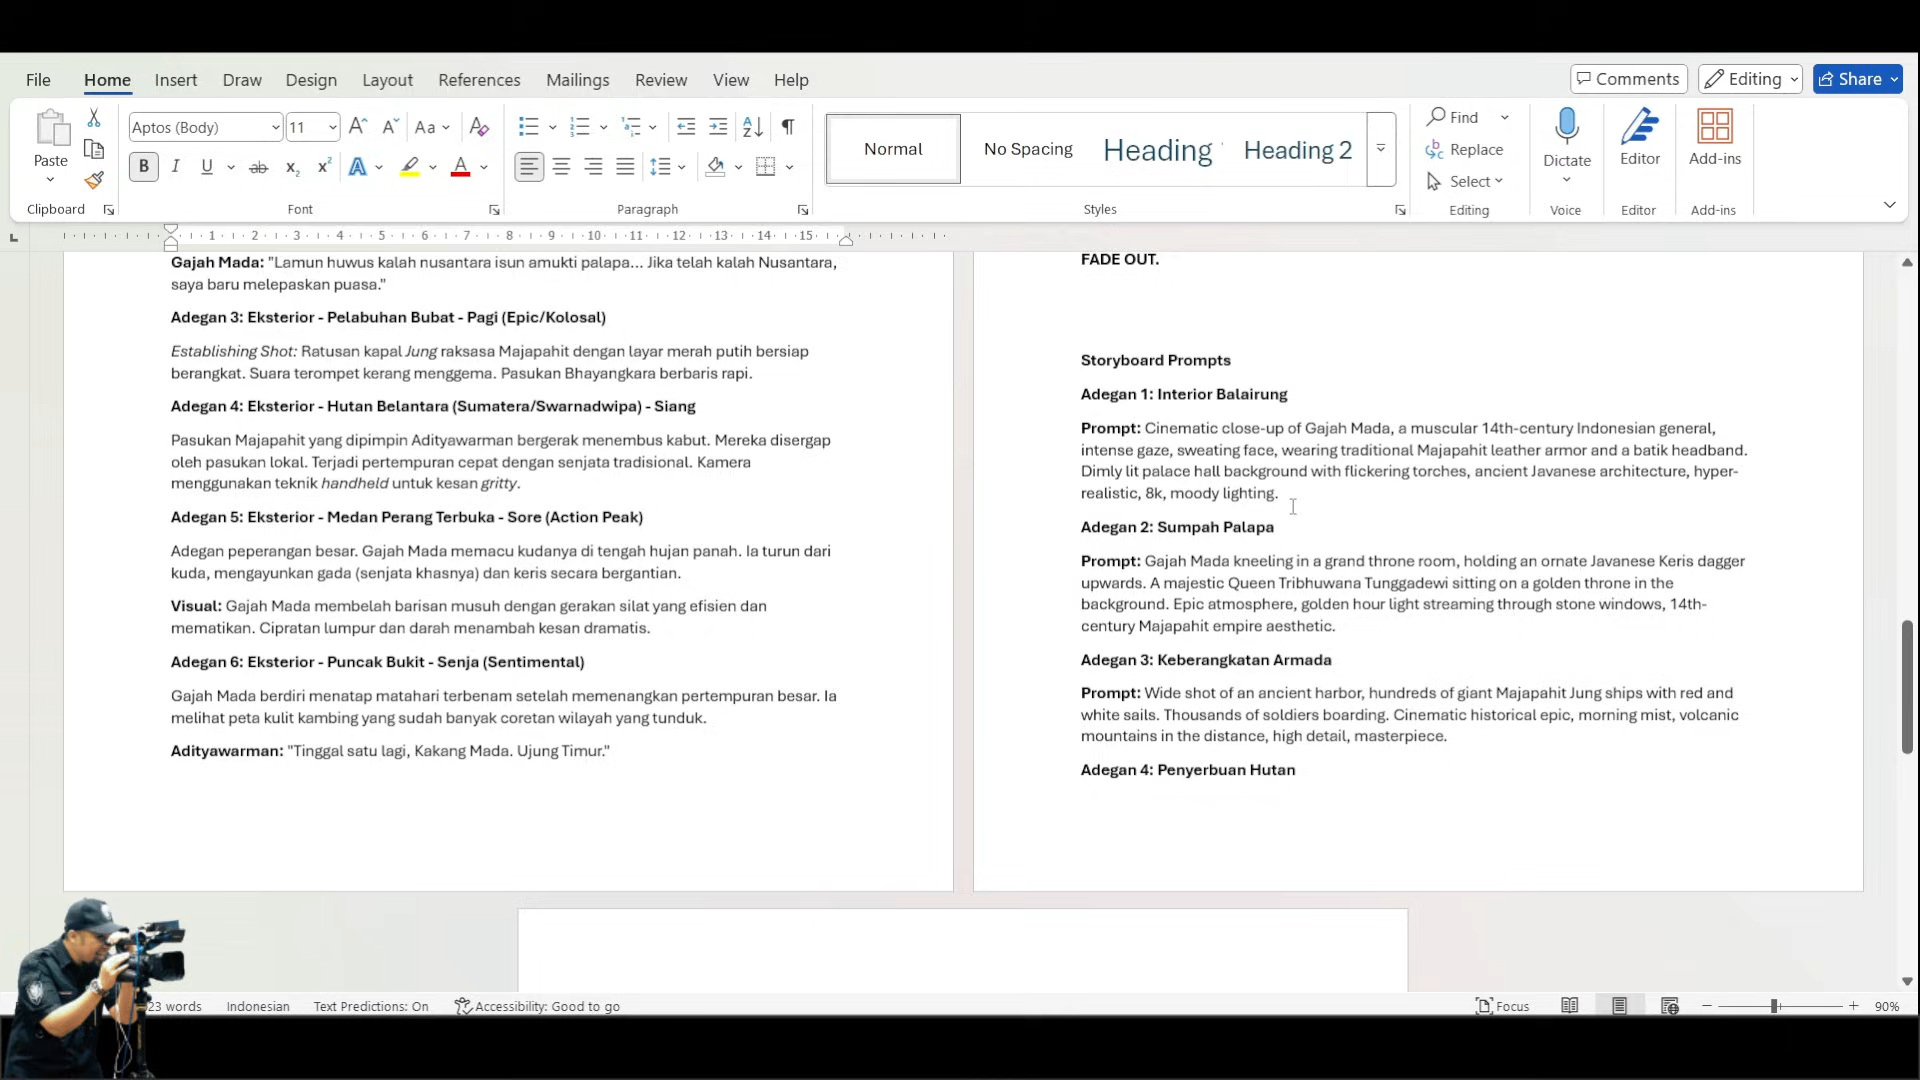 File Home Insert Draw Design Layout References Mailings Review View Help Comments Editing Share
Aptos (Body) 11
Paste
Clipboard Font Paragraph
Normal No Spacing Heading Heading 2
Styles
Find
Replace
Select
Editing
Dictate
Voice
Editor
Editor
Add-ins
Add-ins
1 2 3 4 5 6 7 8 9 10 11 12 13 14 15
Gajah Mada: "Lamun huwus kalah nusantara isun amukti palapa... Jika telah kalah Nusantara,
saya baru melepaskan puasa."
Adegan 3: Eksterior - Pelabuhan Bubat - Pagi (Epic/Kolosal)
Establishing Shot: Ratusan kapal Jung raksasa Majapahit dengan layar merah putih bersiap
berangkat. Suara terompet kerang menggema. Pasukan Bhayangkara berbaris rapi.
Adegan 4: Eksterior - Hutan Belantara (Sumatera/Swarnadwipa) - Siang
Pasukan Majapahit yang dipimpin Adityawarman bergerak menembus kabut. Mereka disergap
oleh pasukan lokal. Terjadi pertempuran cepat dengan senjata tradisional. Kamera
menggunakan teknik handheld untuk kesan gritty.
Adegan 5: Eksterior - Medan Perang Terbuka - Sore (Action Peak)
Adegan peperangan besar. Gajah Mada memacu kudanya di tengah hujan panah. Ia turun dari
kuda, mengayunkan gada (senjata khasnya) dan keris secara bergantian.
Visual: Gajah Mada membelah barisan musuh dengan gerakan silat yang efisien dan
mematikan. Cipratan lumpur dan darah menambah kesan dramatis.
Adegan 6: Eksterior - Puncak Bukit - Senja (Sentimental)
Gajah Mada berdiri menatap matahari terbenam setelah memenangkan pertempuran besar. Ia
melihat peta kulit kambing yang sudah banyak coretan wilayah yang tunduk.
Adityawarman: "Tinggal satu lagi, Kakang Mada. Ujung Timur."
FADE OUT.
Storyboard Prompts
Adegan 1: Interior Balairung
Prompt: Cinematic close-up of Gajah Mada, a muscular 14th-century Indonesian general,
intense gaze, sweating face, wearing traditional Majapahit leather armor and a batik headband.
Dimly lit palace hall background with flickering torches, ancient Javanese architecture, hyper-
realistic, 8k, moody lighting.
Adegan 2: Sumpah Palapa
Prompt: Gajah Mada kneeling in a grand throne room, holding an ornate Javanese Keris dagger
upwards. A majestic Queen Tribhuwana Tunggadewi sitting on a golden throne in the
background. Epic atmosphere, golden hour light streaming through stone windows, 14th-
century Majapahit empire aesthetic.
Adegan 3: Keberangkatan Armada
Prompt: Wide shot of an ancient harbor, hundreds of giant Majapahit Jung ships with red and
white sails. Thousands of soldiers boarding. Cinematic historical epic, morning mist, volcanic
mountains in the distance, high detail, masterpiece.
Adegan 4: Penyerbuan Hutan
23 words Indonesian Text Predictions: On Accessibility: Good to go Focus 90%